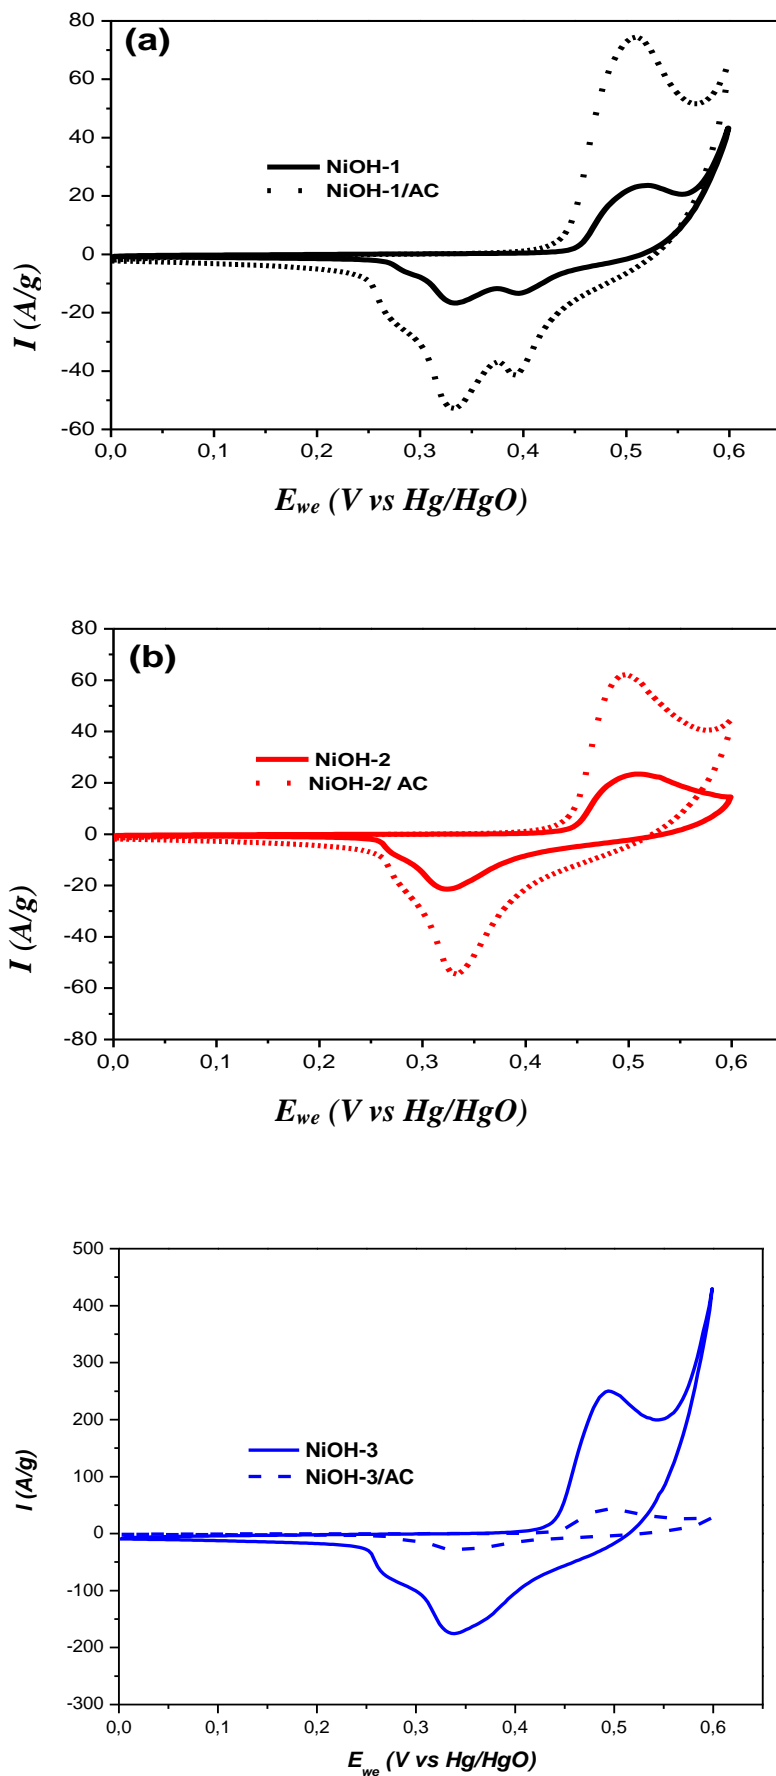 80
(a)
60
40
NiOH-1
NiOH-1/AC
20
0
-20
-40
-60
I (A/g)
0,0 0,1 0,2 0,3 0,4 0,5 0,6
Ewe (V vs Hg/HgO)
80
(b)
60
40
NiOH-2
NiOH-2/ AC
20
0
-20
-40
-60
-80
I (A/g)
0,0 0,1 0,2 0,3 0,4 0,5 0,6
Ewe (V vs Hg/HgO)
500
400
300
200
NiOH-3
NiOH-3/AC
100
0
-100
-200
-300
I (A/g)
0,0 0,1 0,2 0,3 0,4 0,5 0,6
Ewe (V vs Hg/HgO)